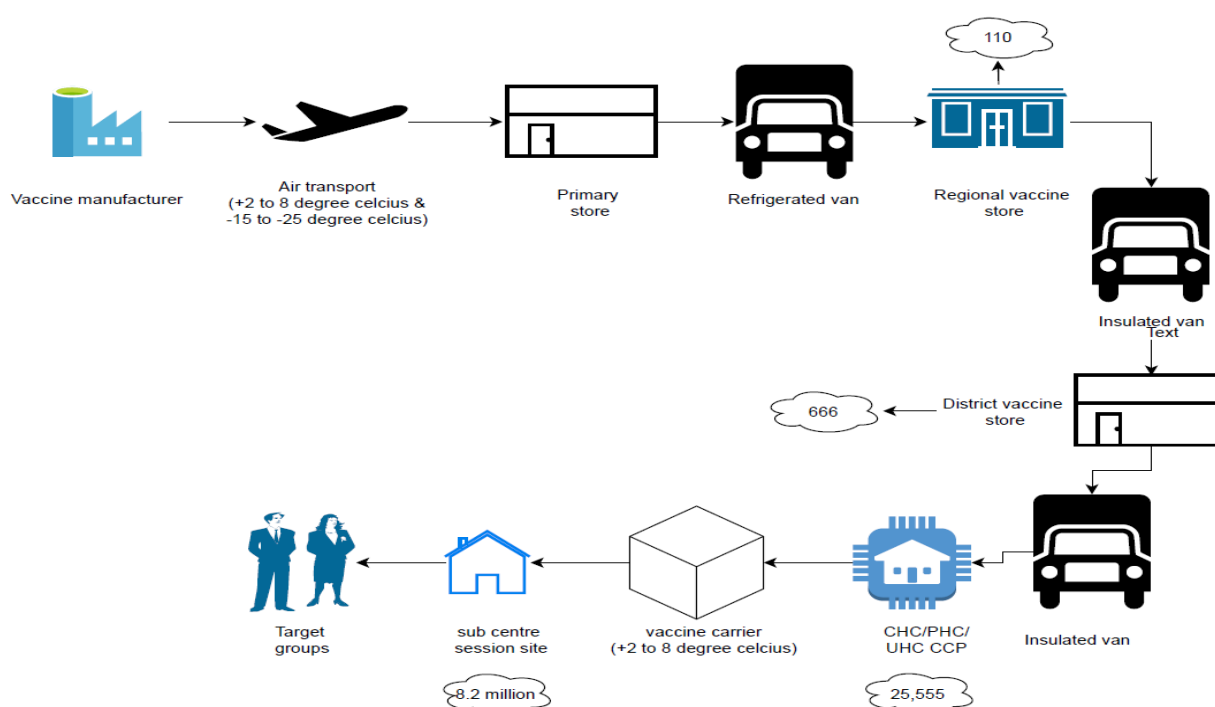 110
Vaccine manufacturer
Air transport
(+2 to 8 degree celcius &
-15 to -25 degree celcius)
Primary
store
Refrigerated van
Regional vaccine
store
Insulated van
Text
District vaccine
store
666
Target
groups
sub centre
session site
vaccine carrier
(+2 to 8 degree celcius)
CHC/PHC/
UHC CCP
Insulated van
8.2 million
25,555